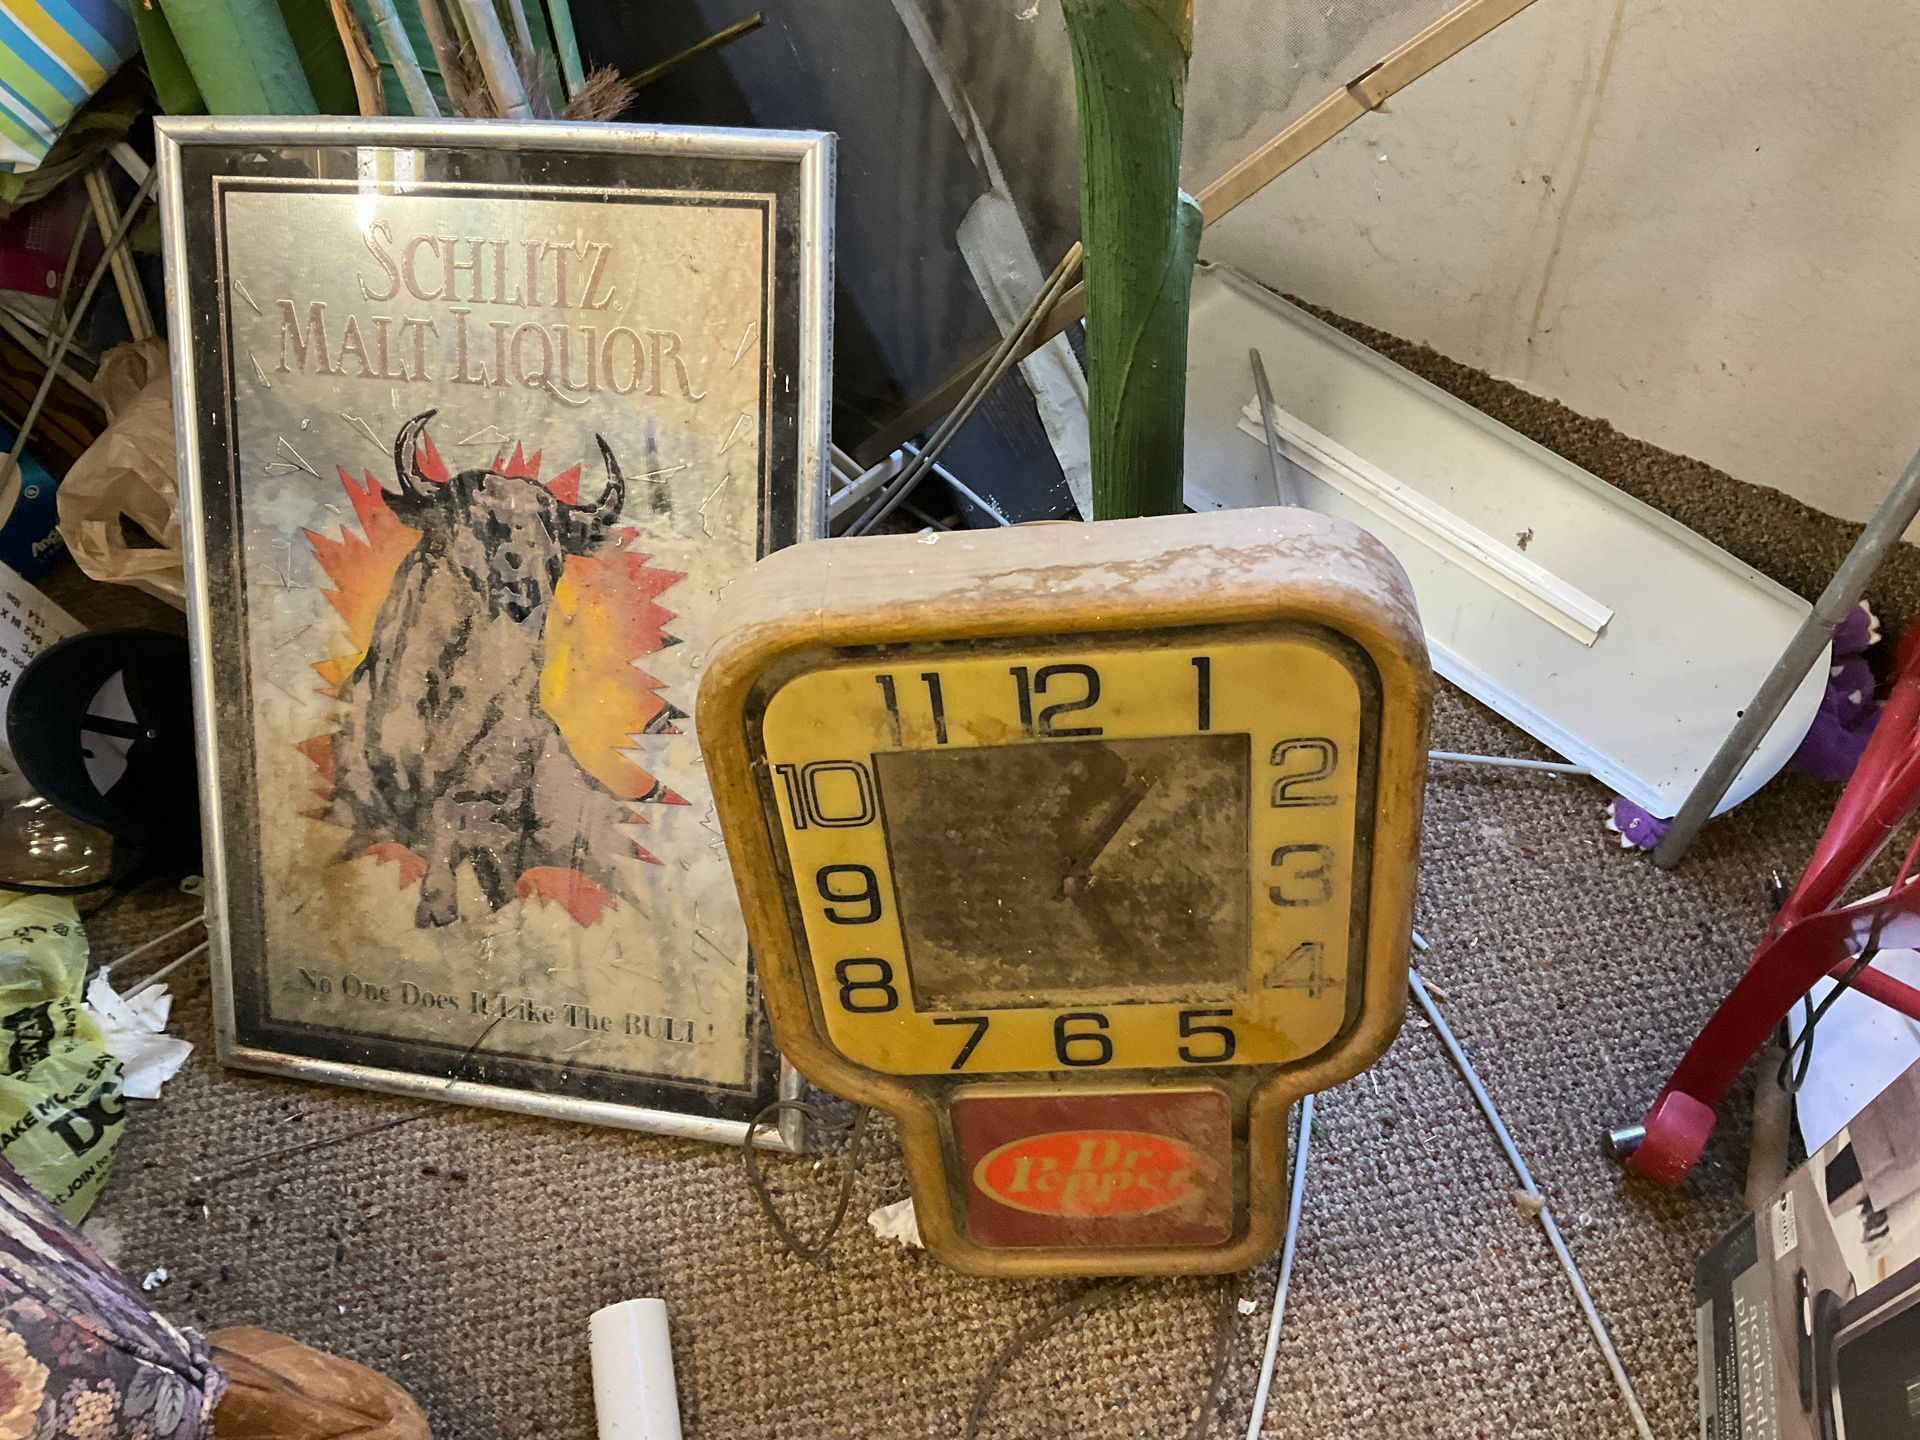 SCHLITZ
MALT LIQUOR
No One Does It Like The BULL!
11 12 1
10 2
9 3
8 4
7 6 5
Dr
Pepper
DG